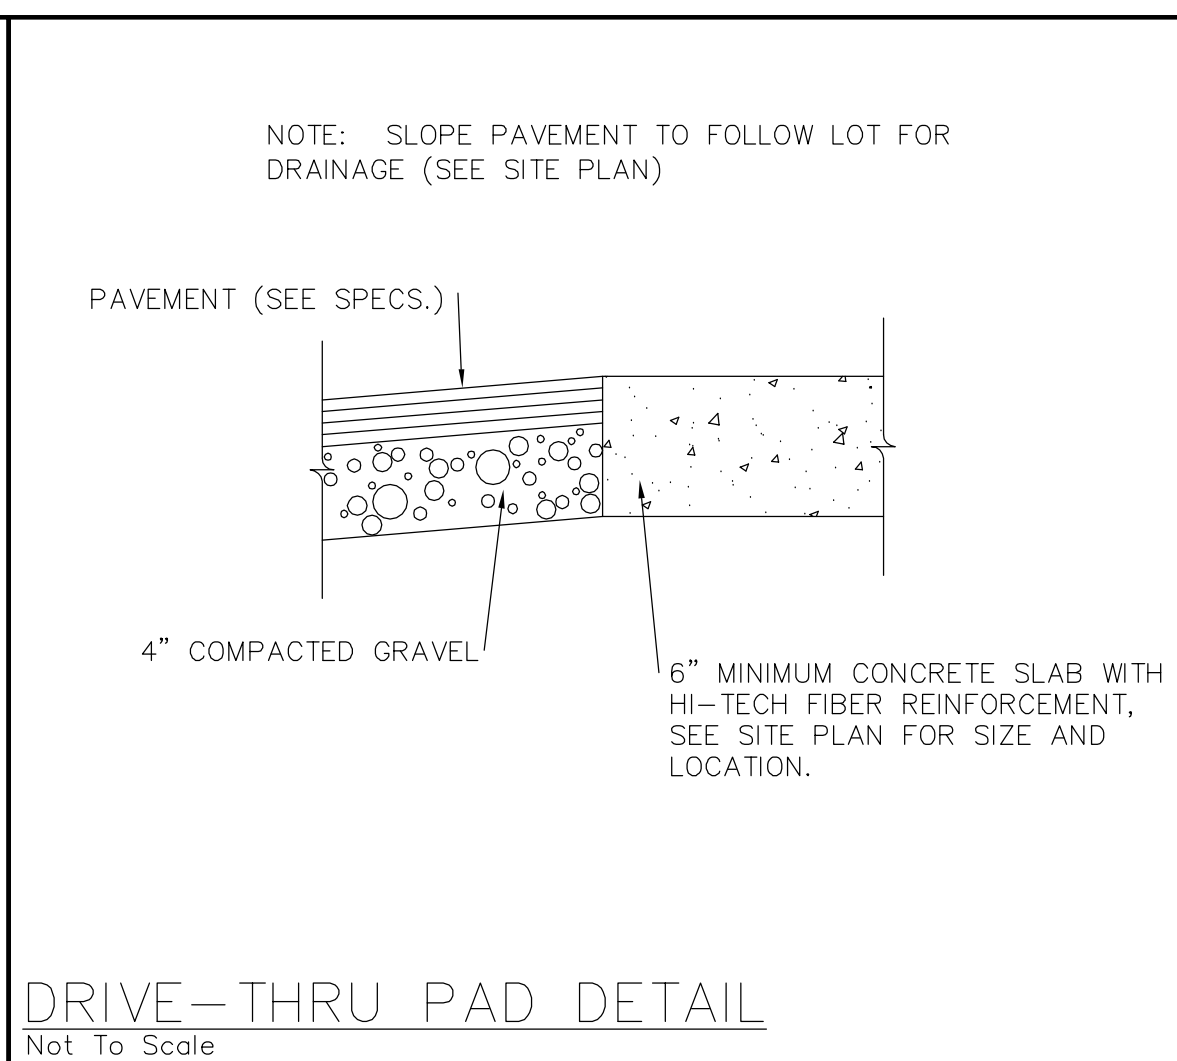 NOTE: SLOPE PAVEMENT TO FOLLOW LOT FOR
DRAINAGE (SEE SITE PLAN)
PAVEMENT (SEE SPECS.)
4" COMPACTED GRAVEL
6" MINIMUM CONCRETE SLAB WITH
HI-TECH FIBER REINFORCEMENT,
SEE SITE PLAN FOR SIZE AND
LOCATION.
DRIVE-THRU PAD DETAIL
Not To Scale